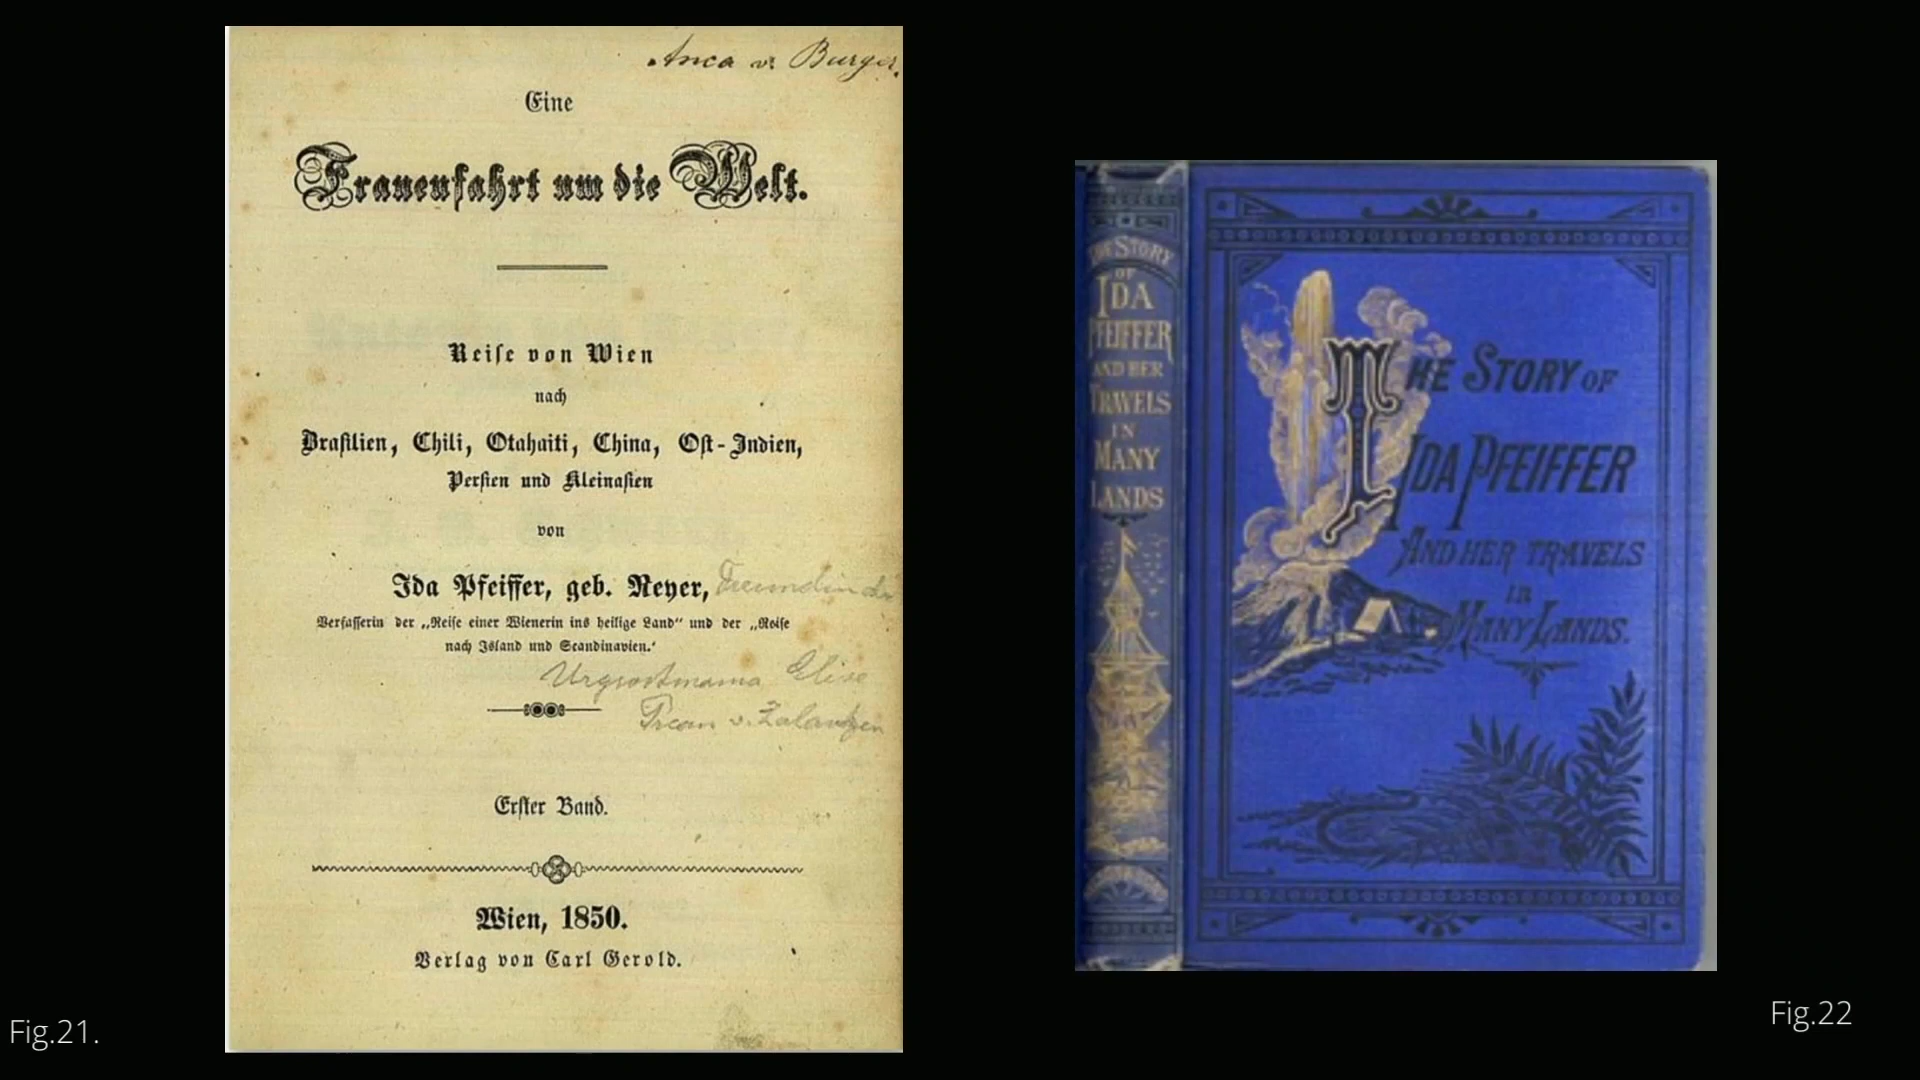 Anca v. Burger.
Eine
Frauenfahrt um die Welt.
Reise von Wien
nach
Brasilien, Chili, Otahaiti, China, Ost-Indien,
Persien und Kleinasien
von
Ida Pfeiffer, geb. Reyer, Freundin der
Verfasserin der „Reise einer Wienerin ins heilige Land“ und der „Reise
nach Island und Scandinavien.‘
Urgrossmama Elise
v.
Erster Band.
Wien, 1850.
Verlag von Carl Gerold.
Fig.21.
THE STORY
OF
IDA
PFEIFFER
AND HER
TRAVELS
IN
MANY
LANDS
THE STORY OF
IDA PFEIFFER
AND HER TRAVELS
IN
MANY LANDS.
Fig.22